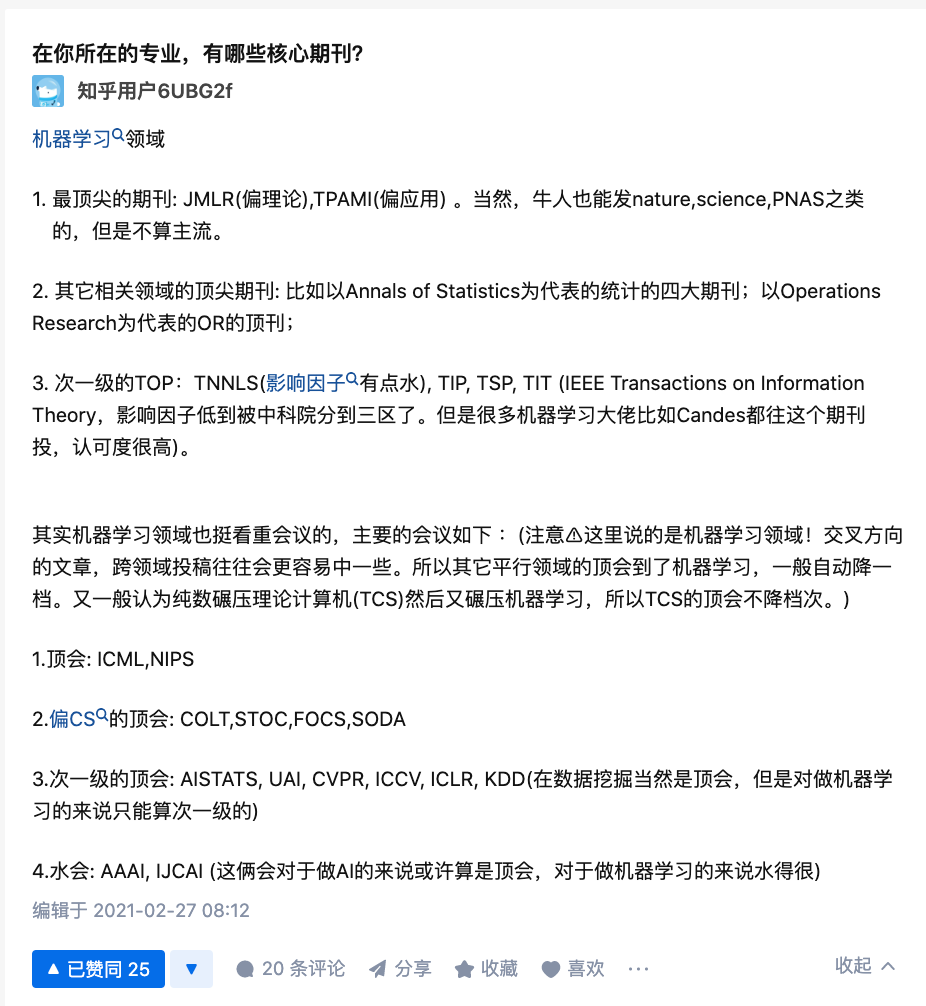 在你所在的专业，有哪些核心期刊？
知乎用户6UBG2f
机器学习领域
1. 最顶尖的期刊: JMLR(偏理论),TPAMI(偏应用) 。当然，牛人也能发nature,science,PNAS之类
的，但是不算主流。
2. 其它相关领域的顶尖期刊: 比如以Annals of Statistics为代表的统计的四大期刊；以Operations
Research为代表的OR的顶刊；
3. 次一级的TOP：TNNLS(影响因子有点水), TIP, TSP, TIT (IEEE Transactions on Information
Theory，影响因子低到被中科院分到三区了。但是很多机器学习大佬比如Candes都往这个期刊
投，认可度很高)。
其实机器学习领域也挺看重会议的，主要的会议如下 ：(注意⚠这里说的是机器学习领域！交叉方向
的文章，跨领域投稿往往会更容易中一些。所以其它平行领域的顶会到了机器学习，一般自动降一
档。又一般认为纯数碾压理论计算机(TCS)然后又碾压机器学习，所以TCS的顶会不降档次。)
1.顶会: ICML,NIPS
2.偏CS的顶会: COLT,STOC,FOCS,SODA
3.次一级的顶会: AISTATS, UAI, CVPR, ICCV, ICLR, KDD(在数据挖掘当然是顶会，但是对做机器学
习的来说只能算次一级的)
4.水会: AAAI, IJCAI (这俩会对于做AI的来说或许算是顶会，对于做机器学习的来说水得很)
编辑于 2021-02-27 08:12
▲ 已赞同 25 ▼ 20 条评论 分享 收藏 喜欢 ··· 收起